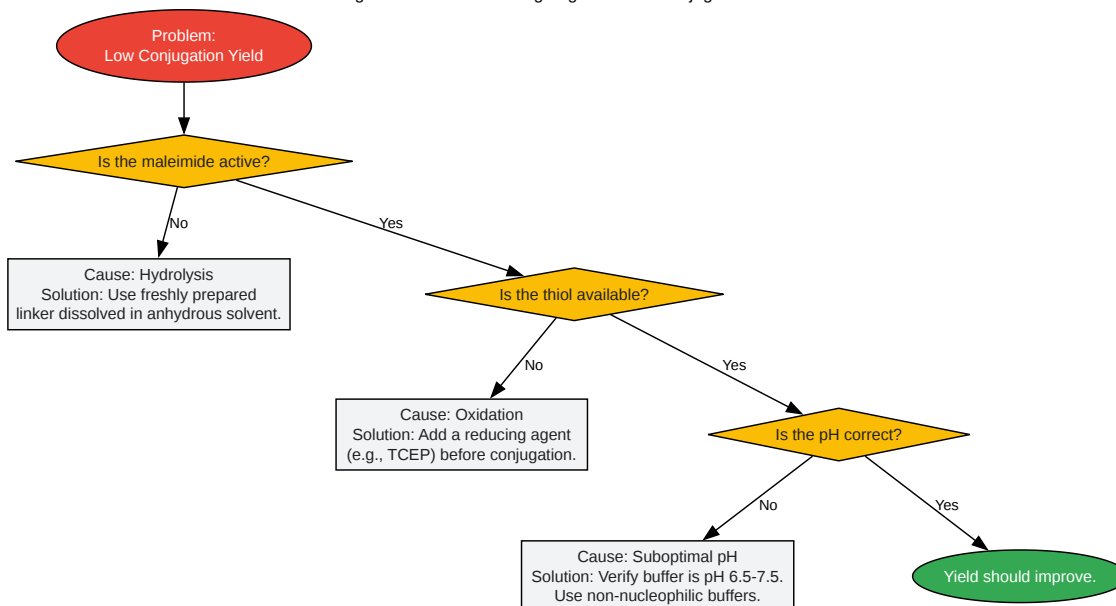 Problem:
Low Conjugation Yield
Is the maleimide active?
No
Yes
Cause: Hydrolysis
Solution: Use freshly prepared
linker dissolved in anhydrous solvent.
Is the thiol available?
No
Yes
Cause: Oxidation
Solution: Add a reducing agent
(e.g., TCEP) before conjugation.
Is the pH correct?
No
Yes
Cause: Suboptimal pH
Solution: Verify buffer is pH 6.5-7.5.
Use non-nucleophilic buffers.
Yield should improve.